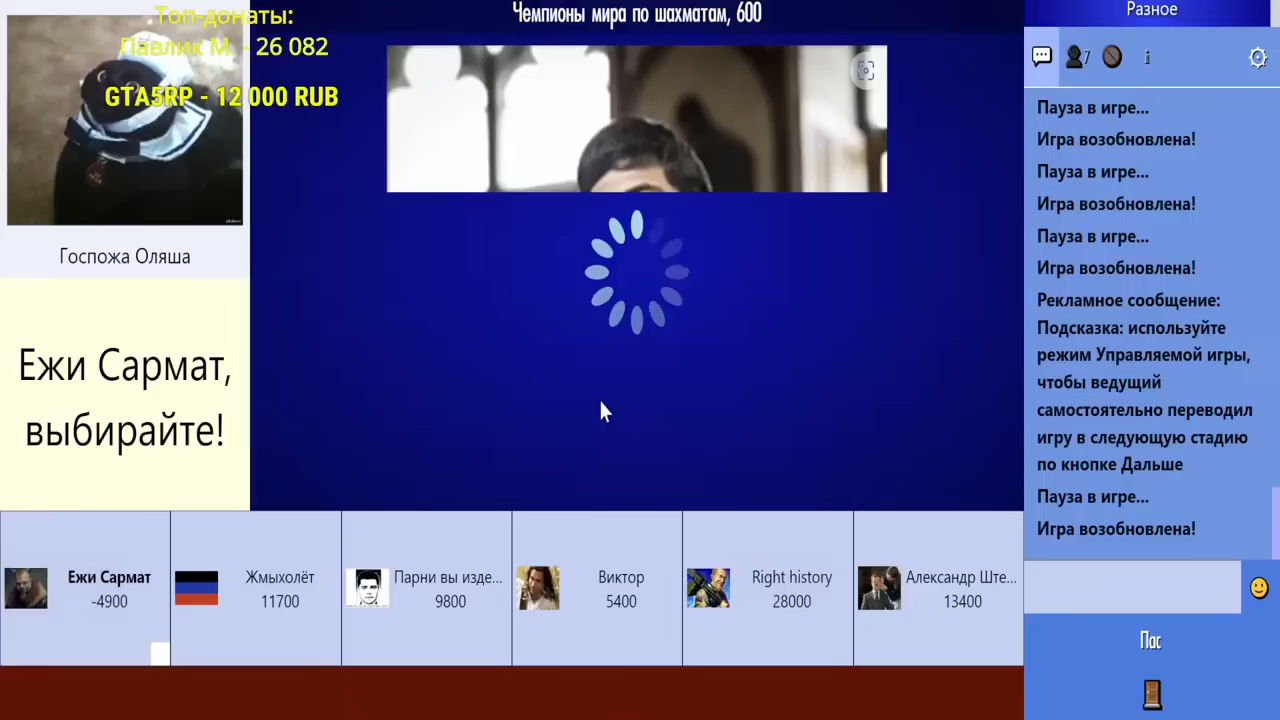 Топ-донаты:
Павлик М. - 26 082
GTA5RP - 12 000 RUB
Госпожа Оляша
Ежи Сармат,
выбирайте!
Чемпионы мира по шахматам, 600
Разное
7
i
Пауза в игре...
Игра возобновлена!
Пауза в игре...
Игра возобновлена!
Пауза в игре...
Игра возобновлена!
Рекламное сообщение:
Подсказка: используйте
режим Управляемой игры,
чтобы ведущий
самостоятельно переводил
игру в следующую стадию
по кнопке Дальше
Пауза в игре...
Игра возобновлена!
Пас
Ежи Сармат
-4900
Жмыхолёт
11700
Парни вы изде...
9800
Виктор
5400
Right history
28000
Александр Ште...
13400